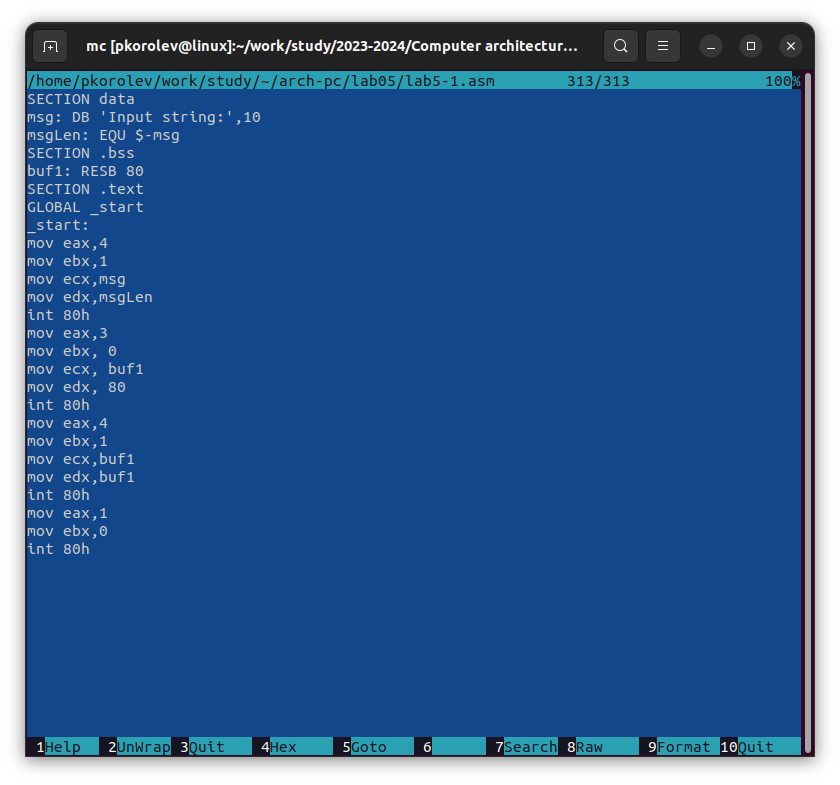 mc [pkorolev@linux]:~/work/study/2023-2024/Computer architectur...
/home/pkorolev/work/study/~/arch-pc/lab05/lab5-1.asm 313/313 100%
SECTION data
msg: DB 'Input string:',10
msgLen: EQU $-msg
SECTION .bss
buf1: RESB 80
SECTION .text
GLOBAL _start
_start:
mov eax,4
mov ebx,1
mov ecx,msg
mov edx,msgLen
int 80h
mov eax,3
mov ebx, 0
mov ecx, buf1
mov edx, 80
int 80h
mov eax,4
mov ebx,1
mov ecx,buf1
mov edx,buf1
int 80h
mov eax,1
mov ebx,0
int 80h
1Help 2UnWrap 3Quit 4Hex 5Goto 6 7Search 8Raw 9Format 10Quit